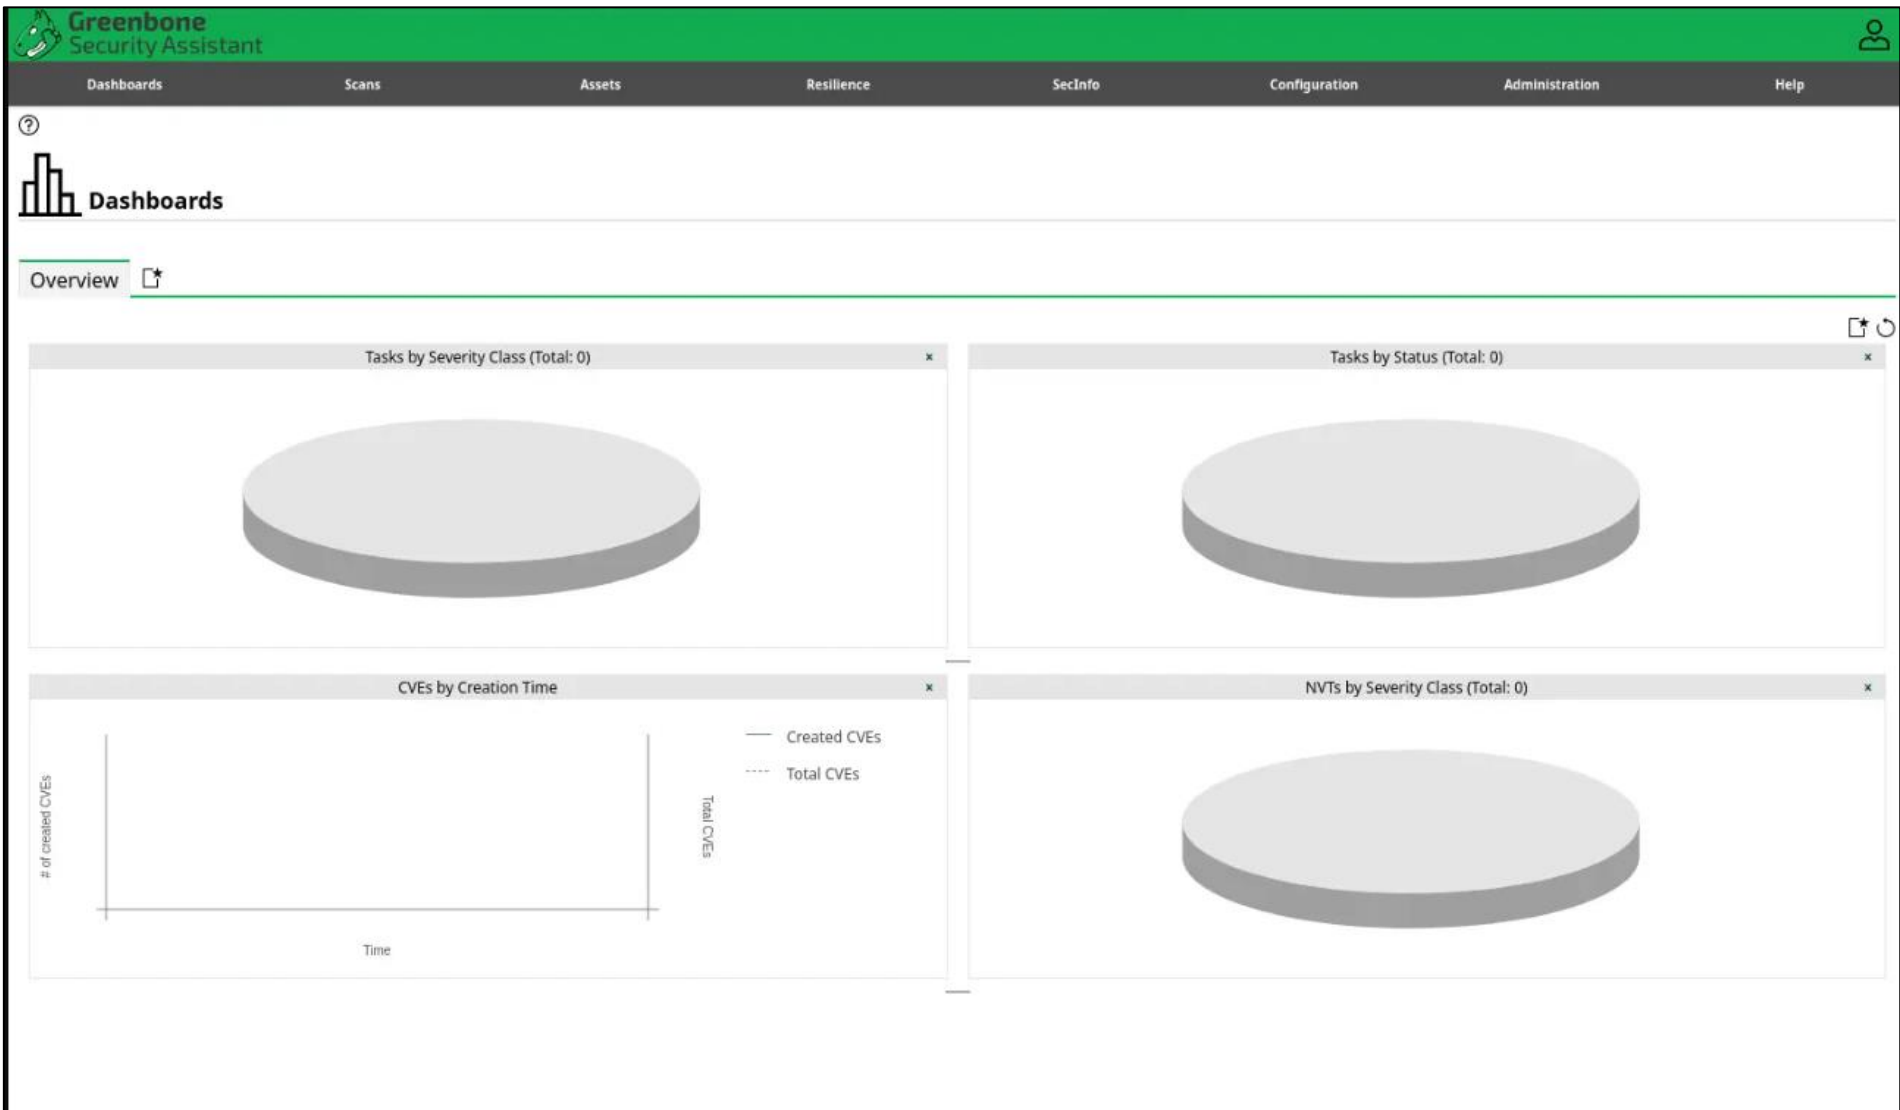 Greenbone
Security Assistant
Dashboards Scans Assets Resilience SecInfo Configuration Administration Help
Dashboards
Overview
Tasks by Severity Class (Total: 0)
Tasks by Status (Total: 0)
CVEs by Creation Time
# of created CVEs
Time
Total CVEs
Created CVEs
Total CVEs
NVTs by Severity Class (Total: 0)